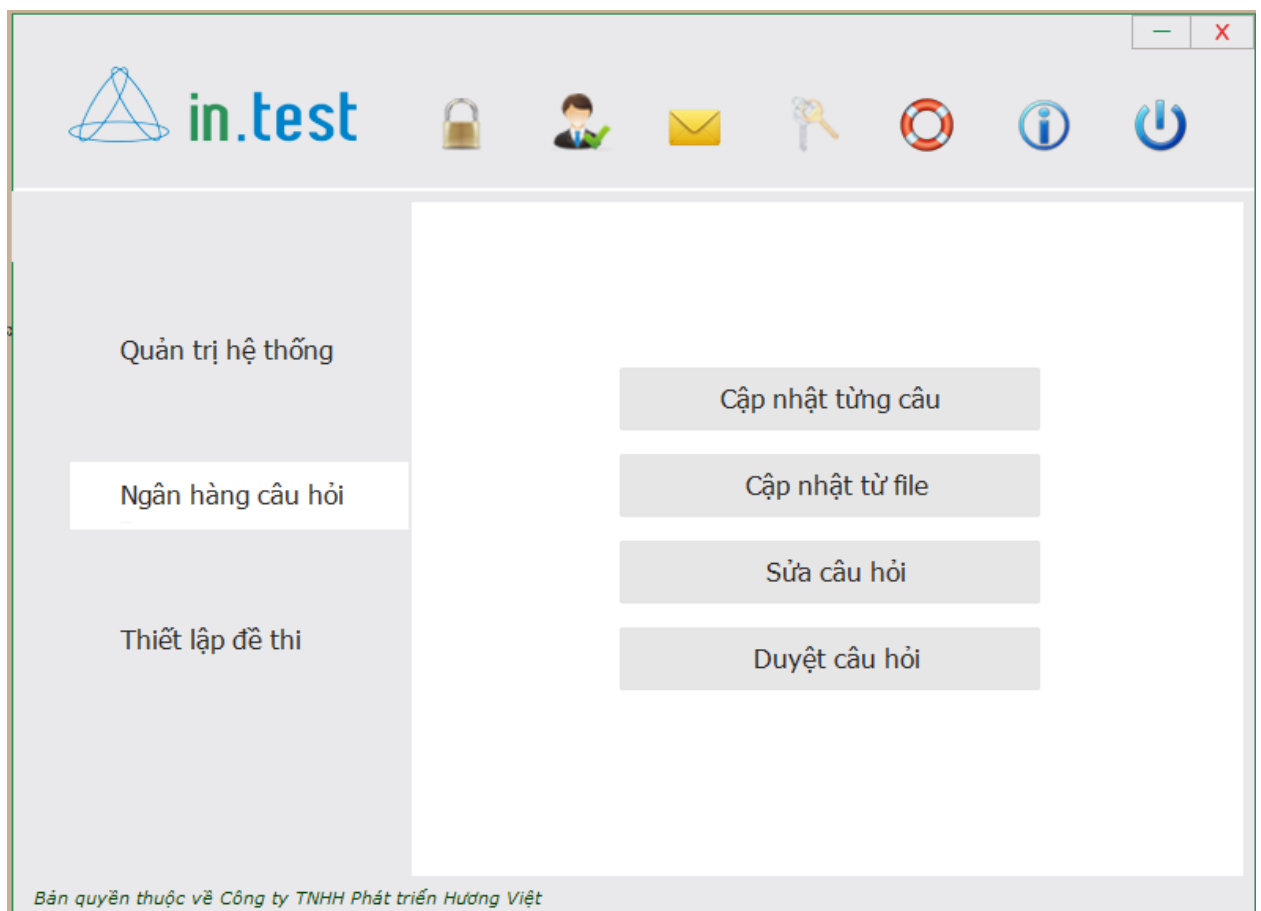 — X
in.test
Quản trị hệ thống
Ngân hàng câu hỏi
Thiết lập đề thi
Cập nhật từng câu
Cập nhật từ file
Sửa câu hỏi
Duyệt câu hỏi
Bản quyền thuộc về Công ty TNHH Phát triển Hương Việt